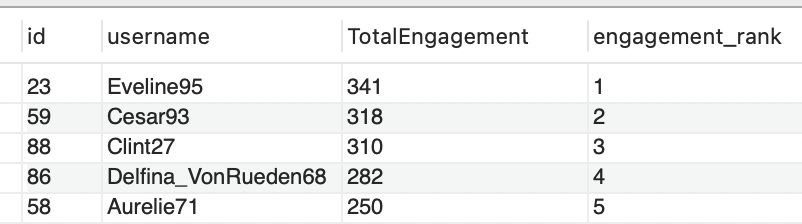 id username TotalEngagement engagement_rank
23 Eveline95 341 1
59 Cesar93 318 2
88 Clint27 310 3
86 Delfina_VonRueden68 282 4
58 Aurelie71 250 5